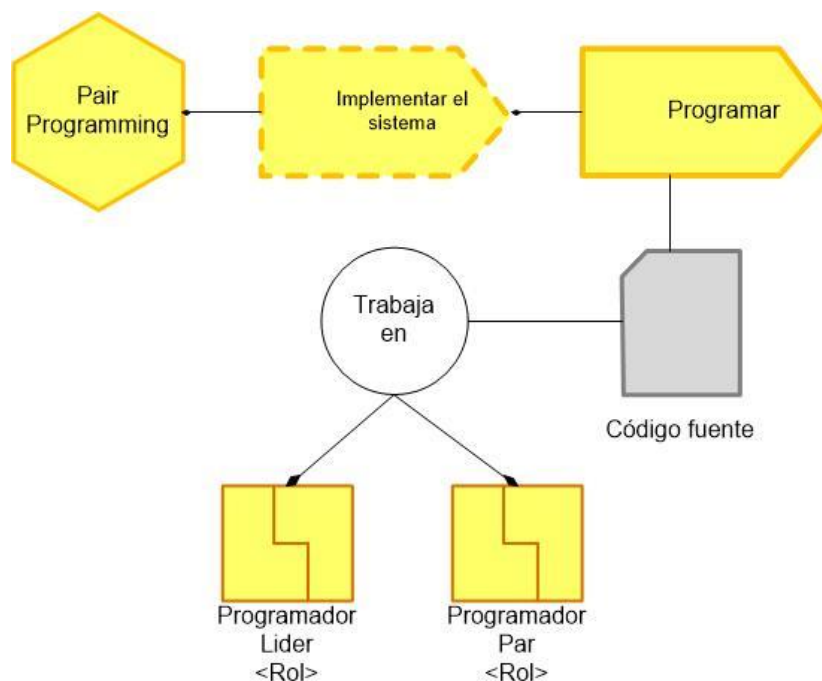 Pair
Programming
Implementar el
sistema
Programar
Trabaja
en
Código fuente
Programador
Lider
<Rol>
Programador
Par
<Rol>